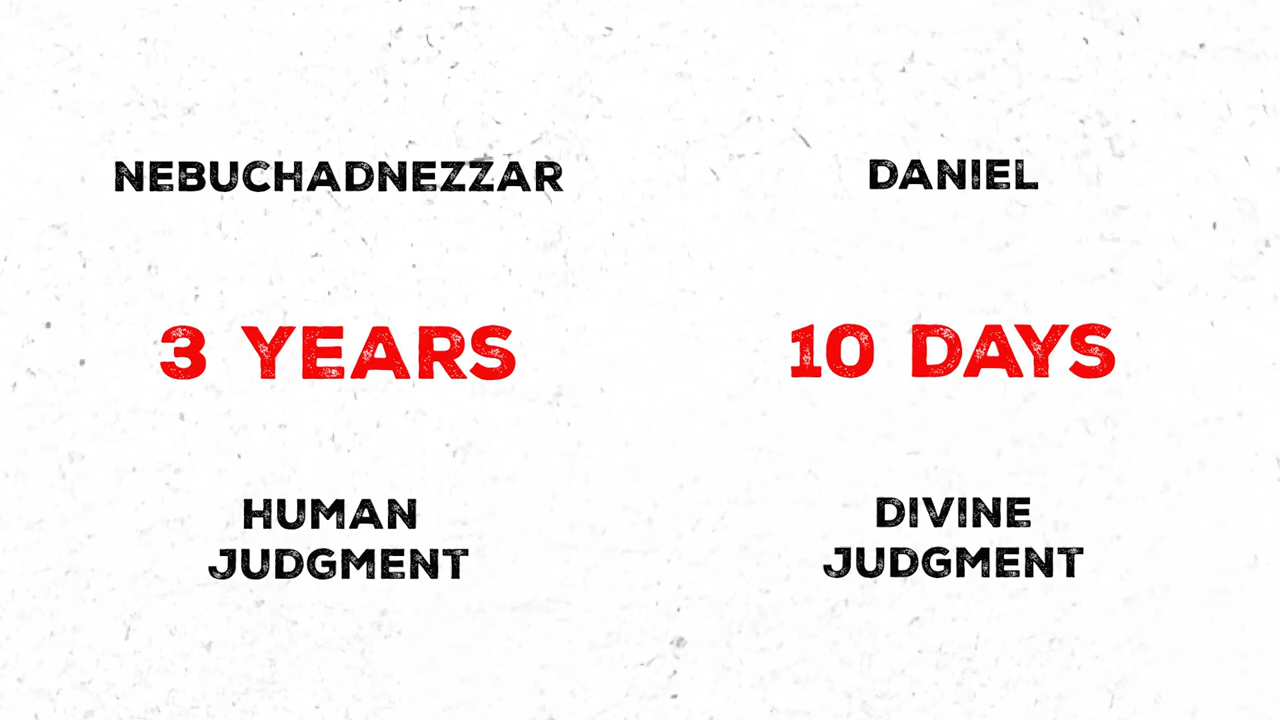 NEBUCHADNEZZAR
3 YEARS
HUMAN
JUDGMENT
DANIEL
10 DAYS
DIVINE
JUDGMENT